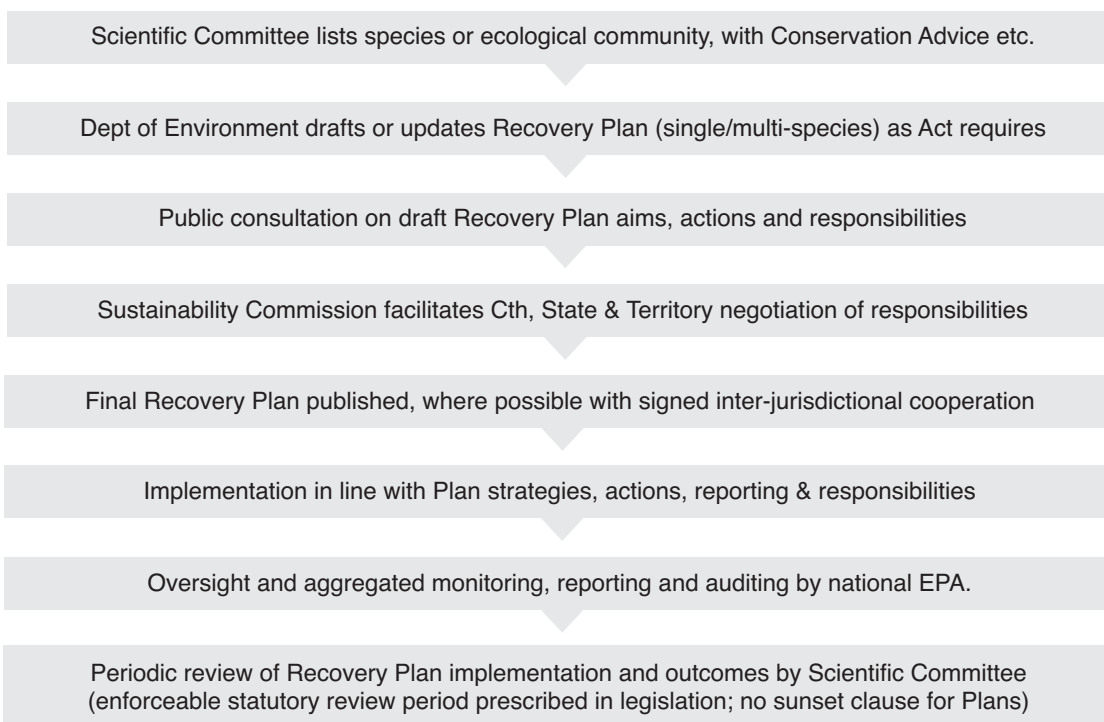 Scientific Committee lists species or ecological community, with Conservation Advice etc.
Dept of Environment drafts or updates Recovery Plan (single/multi-species) as Act requires
Public consultation on draft Recovery Plan aims, actions and responsibilities
Sustainability Commission facilitates Cth, State & Territory negotiation of responsibilities
Final Recovery Plan published, where possible with signed inter-jurisdictional cooperation
Implementation in line with Plan strategies, actions, reporting & responsibilities
Oversight and aggregated monitoring, reporting and auditing by national EPA.
Periodic review of Recovery Plan implementation and outcomes by Scientific Committee
(enforceable statutory review period prescribed in legislation; no sunset clause for Plans)